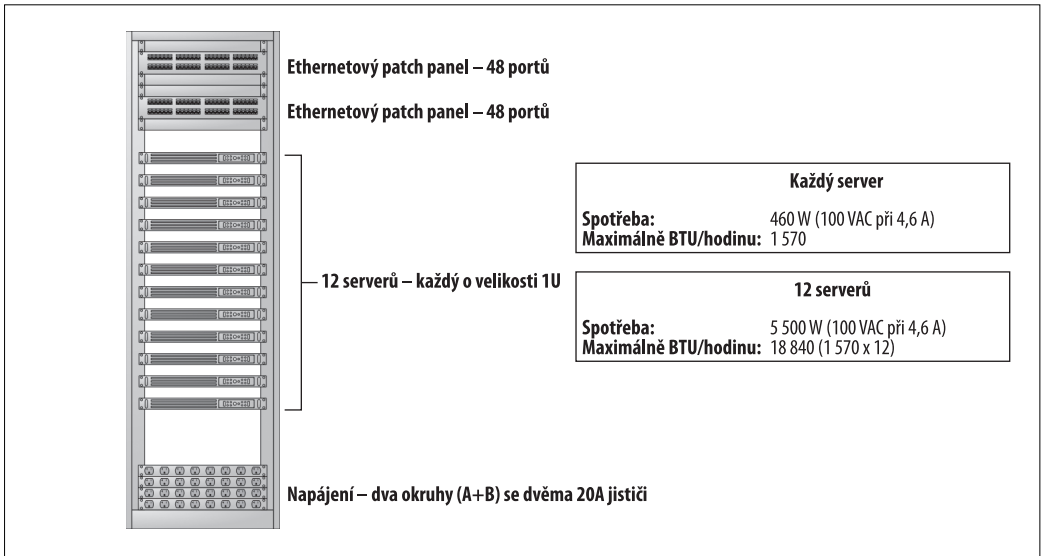 Ethernetový patch panel – 48 portů
Ethernetový patch panel – 48 portů
12 serverů – každý o velikosti 1U
Každý server
Spotřeba: 460 W (100 VAC při 4,6 A)
Maximálně BTU/hodinu: 1 570
12 serverů
Spotřeba: 5 500 W (100 VAC při 4,6 A)
Maximálně BTU/hodinu: 18 840 (1 570 x 12)
Napájení – dva okruhy (A+B) se dvěma 20A jističi